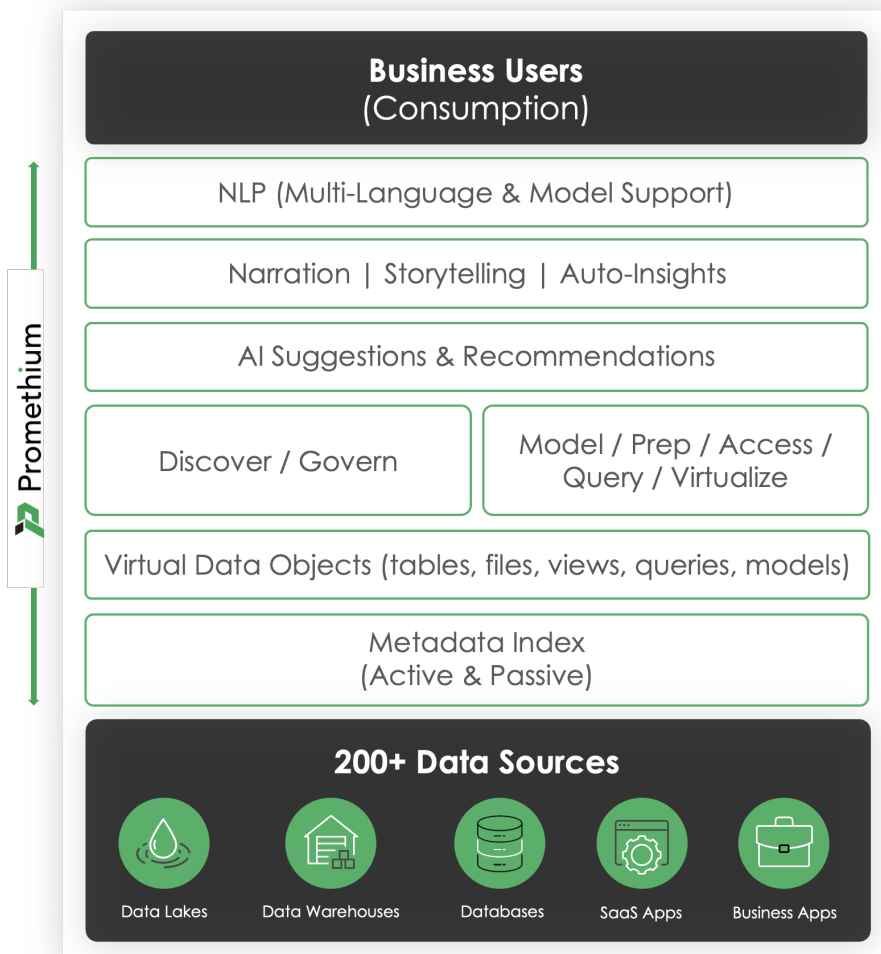 Business Users
(Consumption)
NLP (Multi-Language & Model Support)
Narration | Storytelling | Auto-Insights
AI Suggestions & Recommendations
Promethium
Discover / Govern
Model / Prep / Access /
Query / Virtualize
Virtual Data Objects (tables, files, views, queries, models)
Metadata Index
(Active & Passive)
200+ Data Sources
Data Lakes
Data Warehouses
Databases
SaaS Apps
Business Apps